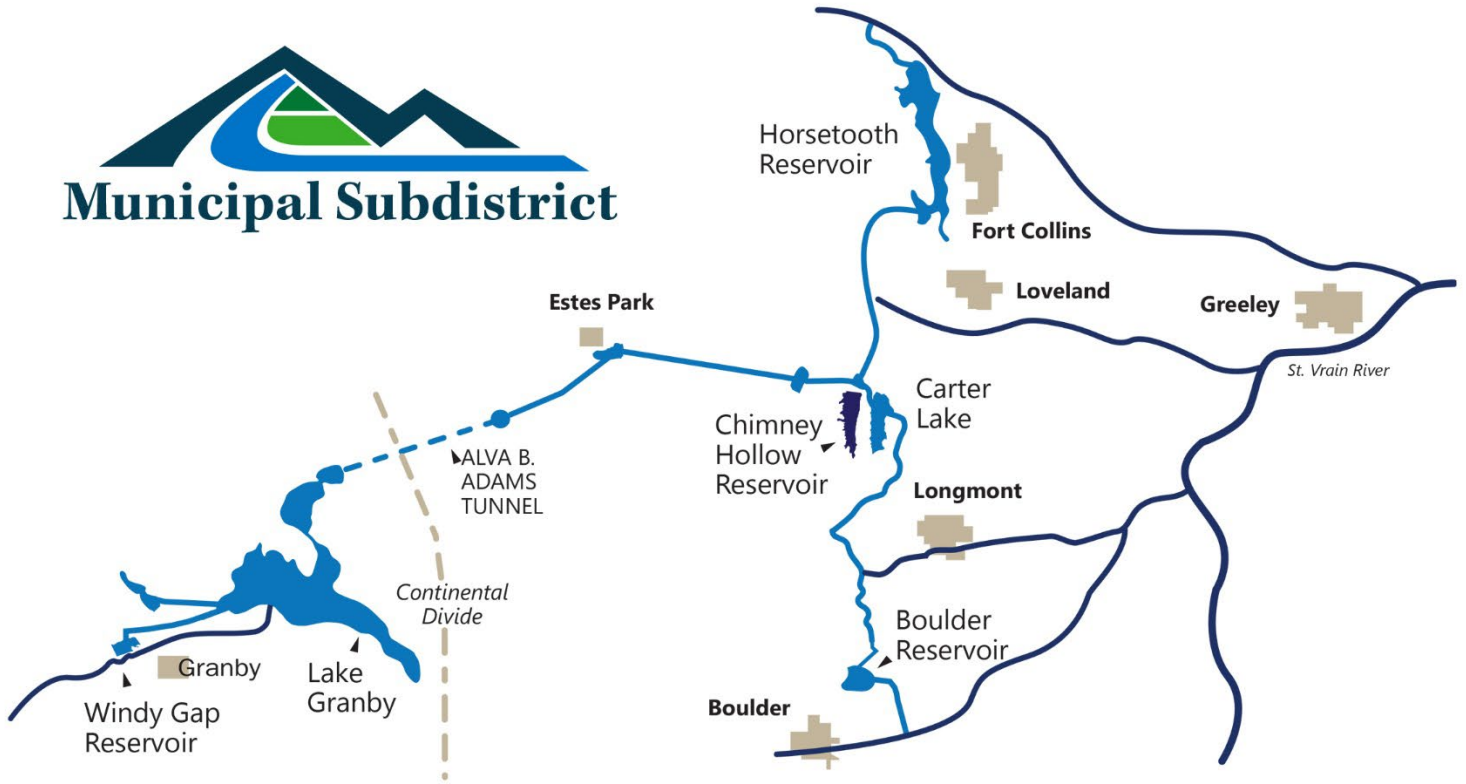 Municipal Subdistrict
Horsetooth
Reservoir
Fort Collins
Loveland
Greeley
Estes Park
St. Vrain River
Carter
Lake
Chimney
Hollow
Reservoir
ALVA B.
ADAMS
TUNNEL
Longmont
Continental
Divide
Boulder
Reservoir
Granby
Lake
Granby
Windy Gap
Reservoir
Boulder